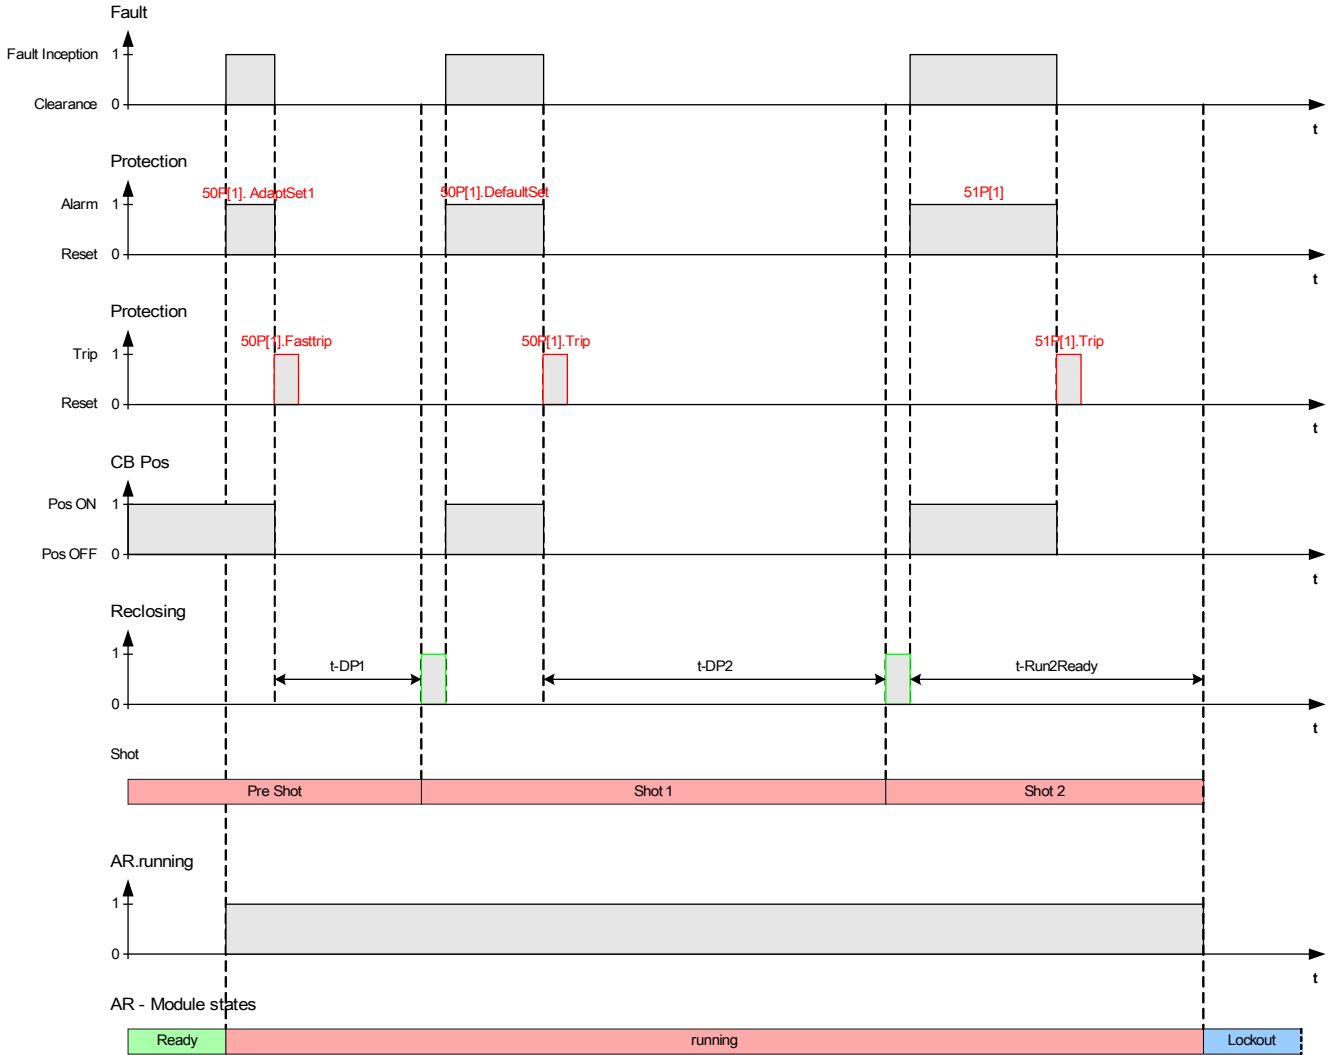 Fault
Fault Inception 1
Clearance 0
t
Protection
50P[1]. AdaptSet1 50P[1].DefaultSet 51P[1]
Alarm 1
Reset 0
t
Protection
50P[1].Fasttrip 50P[1].Trip 51P[1].Trip
Trip 1
Reset 0
t
CB Pos
Pos ON 1
Pos OFF 0
t
Reclosing
1
t-DP1 t-DP2 t-Run2Ready
0
t
Shot
Pre Shot Shot 1 Shot 2
AR.running
1
0
t
AR - Module states
Ready running Lockout